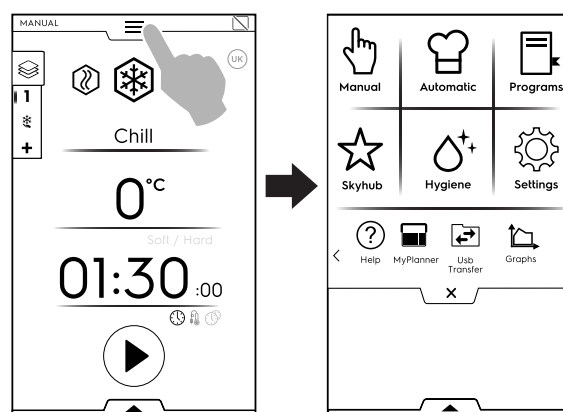 MANUAL
UK
1
+
Chill
0°C
Soft / Hard
01:30:00
Manual Automatic Programs
Skyhub Hygiene Settings
? Help MyPlanner Usb Transfer Graphs
< X